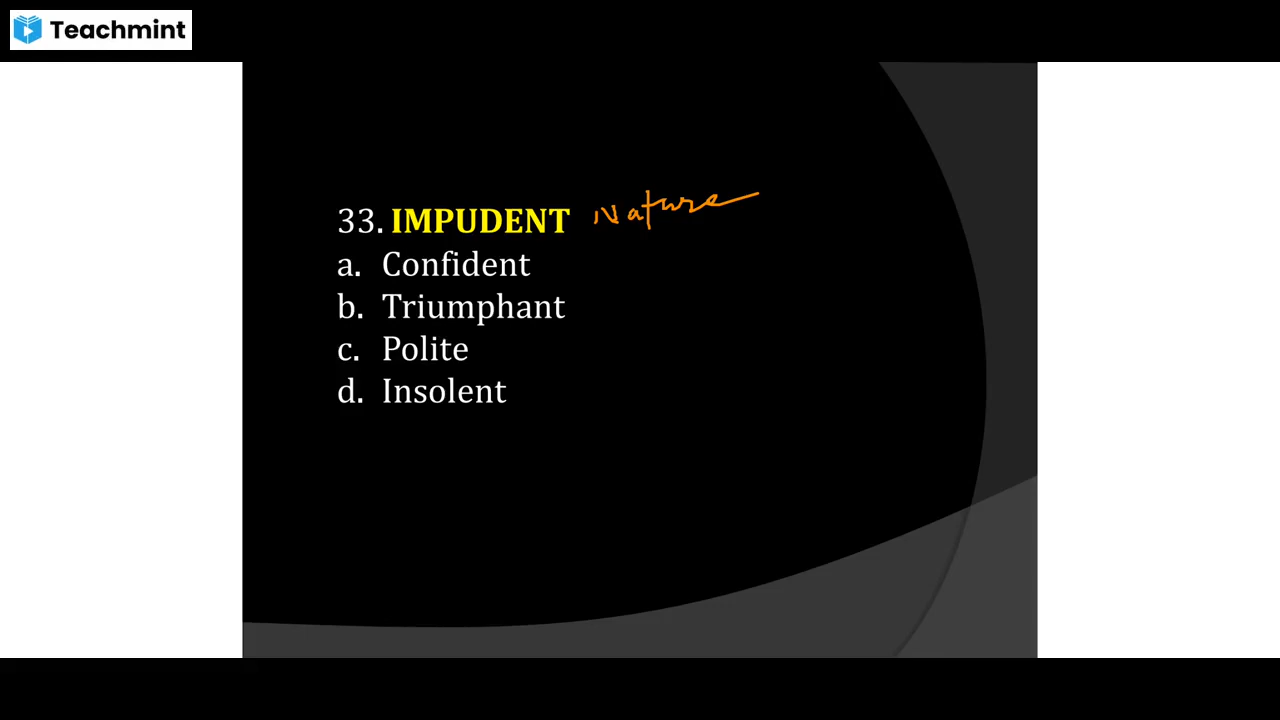 Teachmint
33. IMPUDENT Nature
a. Confident
b. Triumphant
c. Polite
d. Insolent